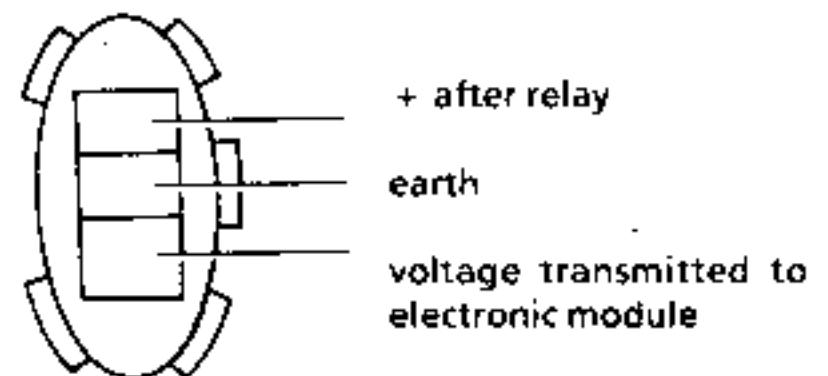 + after relay
earth
voltage transmitted to
electronic module